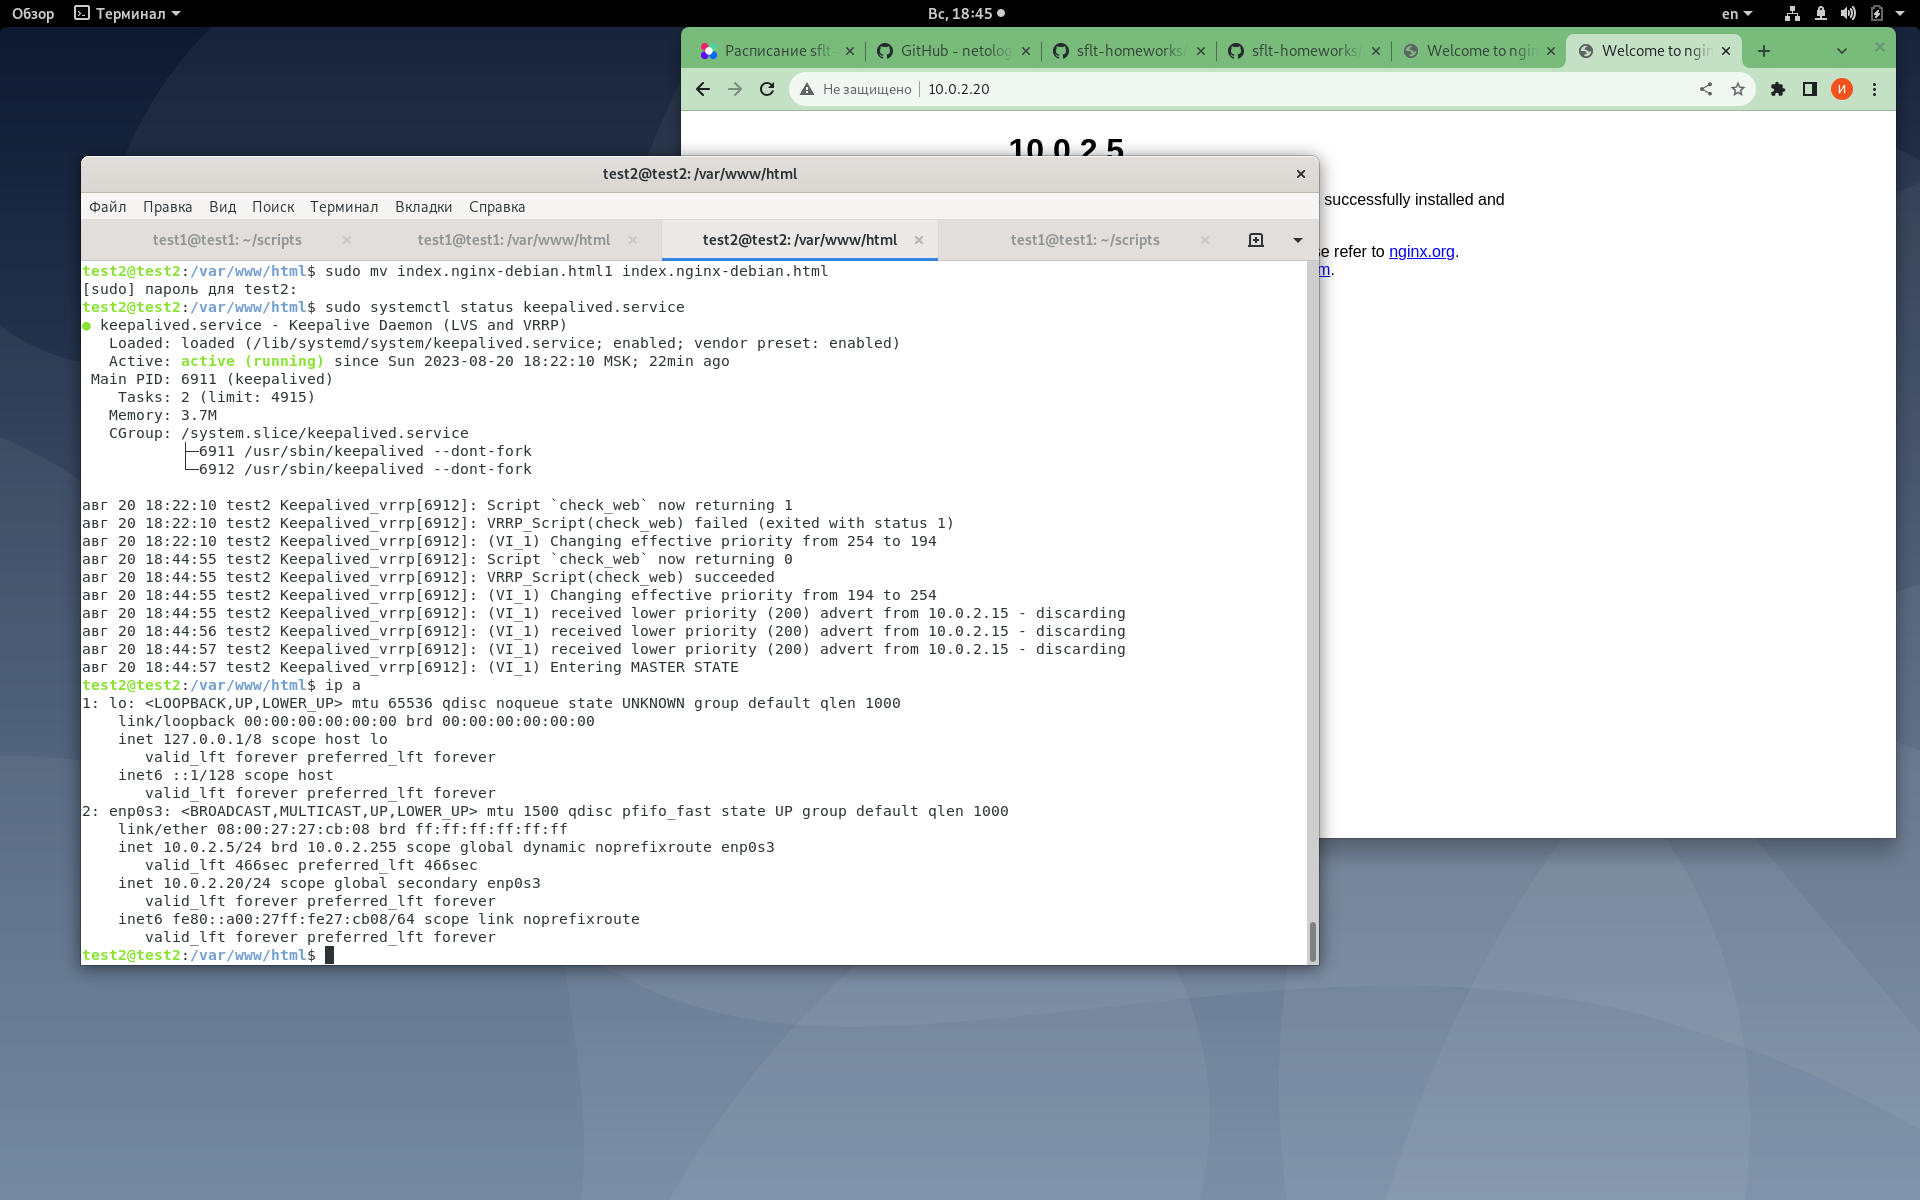 Обзор Терминал Вс, 18:45 en
Расписание sflt- GitHub - netolog sflt-homeworks/ sflt-homeworks/ Welcome to ngin Welcome to ngin
Не защищено 10.0.2.20 И
10.0.2.5
successfully installed and
refer to nginx.org.
test2@test2: /var/www/html
Файл Правка Вид Поиск Терминал Вкладки Справка
test1@test1: ~/scripts test1@test1: /var/www/html test2@test2: /var/www/html test1@test1: ~/scripts
test2@test2:/var/www/html$ sudo mv index.nginx-debian.html1 index.nginx-debian.html
[sudo] пароль для test2:
test2@test2:/var/www/html$ sudo systemctl status keepalived.service
● keepalived.service - Keepalive Daemon (LVS and VRRP)
Loaded: loaded (/lib/systemd/system/keepalived.service; enabled; vendor preset: enabled)
Active: active (running) since Sun 2023-08-20 18:22:10 MSK; 22min ago
Main PID: 6911 (keepalived)
Tasks: 2 (limit: 4915)
Memory: 3.7M
CGroup: /system.slice/keepalived.service
├─6911 /usr/sbin/keepalived --dont-fork
└─6912 /usr/sbin/keepalived --dont-fork
авг 20 18:22:10 test2 Keepalived_vrrp[6912]: Script `check_web` now returning 1
авг 20 18:22:10 test2 Keepalived_vrrp[6912]: VRRP_Script(check_web) failed (exited with status 1)
авг 20 18:22:10 test2 Keepalived_vrrp[6912]: (VI_1) Changing effective priority from 254 to 194
авг 20 18:44:55 test2 Keepalived_vrrp[6912]: Script `check_web` now returning 0
авг 20 18:44:55 test2 Keepalived_vrrp[6912]: VRRP_Script(check_web) succeeded
авг 20 18:44:55 test2 Keepalived_vrrp[6912]: (VI_1) Changing effective priority from 194 to 254
авг 20 18:44:55 test2 Keepalived_vrrp[6912]: (VI_1) received lower priority (200) advert from 10.0.2.15 - discarding
авг 20 18:44:56 test2 Keepalived_vrrp[6912]: (VI_1) received lower priority (200) advert from 10.0.2.15 - discarding
авг 20 18:44:57 test2 Keepalived_vrrp[6912]: (VI_1) received lower priority (200) advert from 10.0.2.15 - discarding
авг 20 18:44:57 test2 Keepalived_vrrp[6912]: (VI_1) Entering MASTER STATE
test2@test2:/var/www/html$ ip a
1: lo: <LOOPBACK,UP,LOWER_UP> mtu 65536 qdisc noqueue state UNKNOWN group default qlen 1000
link/loopback 00:00:00:00:00:00 brd 00:00:00:00:00:00
inet 127.0.0.1/8 scope host lo
valid_lft forever preferred_lft forever
inet6 ::1/128 scope host
valid_lft forever preferred_lft forever
2: enp0s3: <BROADCAST,MULTICAST,UP,LOWER_UP> mtu 1500 qdisc pfifo_fast state UP group default qlen 1000
link/ether 08:00:27:27:cb:08 brd ff:ff:ff:ff:ff:ff
inet 10.0.2.5/24 brd 10.0.2.255 scope global dynamic noprefixroute enp0s3
valid_lft 466sec preferred_lft 466sec
inet 10.0.2.20/24 scope global secondary enp0s3
valid_lft forever preferred_lft forever
inet6 fe80::a00:27ff:fe27:cb08/64 scope link noprefixroute
valid_lft forever preferred_lft forever
test2@test2:/var/www/html$